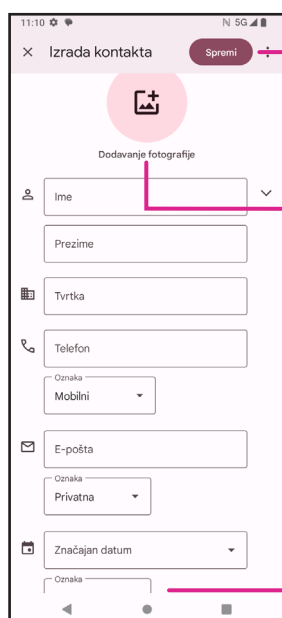 11:10 5G
Izrada kontakta Spremi
Dodavanje fotografije
Ime
Prezime
Tvrtka
Telefon
Oznaka
Mobilni
E-pošta
Oznaka
Privatna
Značajan datum
Oznaka